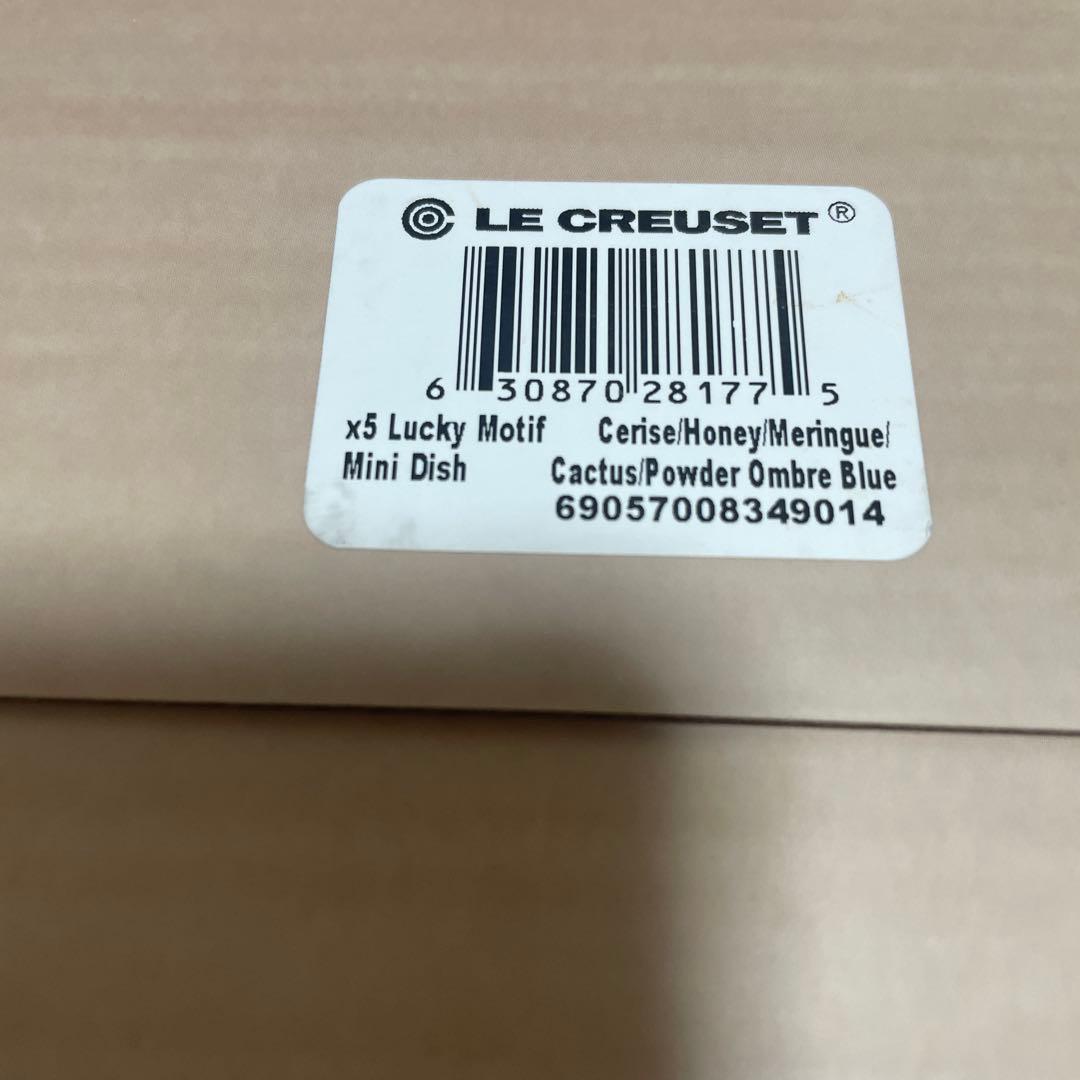 LE CREUSET®
6 30870 28177 5
x5 Lucky Motif Cerise/Honey/Meringue/
Mini Dish Cactus/Powder Ombre Blue
69057008349014